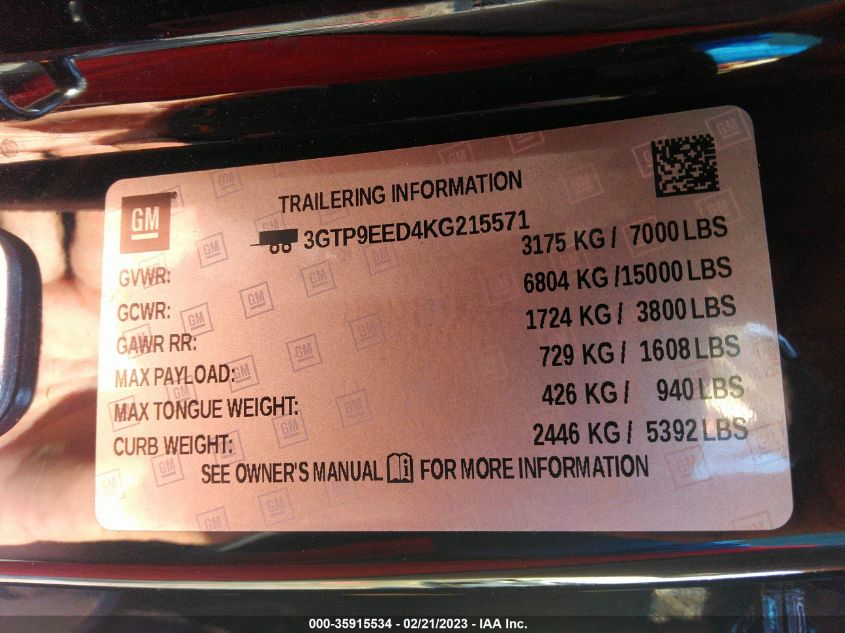 GM
TRAILERING INFORMATION
3GTP9EED4KG215571
GVWR: 3175 KG / 7000 LBS
GCWR: 6804 KG /15000 LBS
GAWR RR: 1724 KG / 3800 LBS
MAX PAYLOAD: 729 KG / 1608 LBS
MAX TONGUE WEIGHT: 426 KG / 940 LBS
CURB WEIGHT: 2446 KG / 5392 LBS
SEE OWNER'S MANUAL FOR MORE INFORMATION
000-35915534 / 02/21/2023 - IAA Inc.